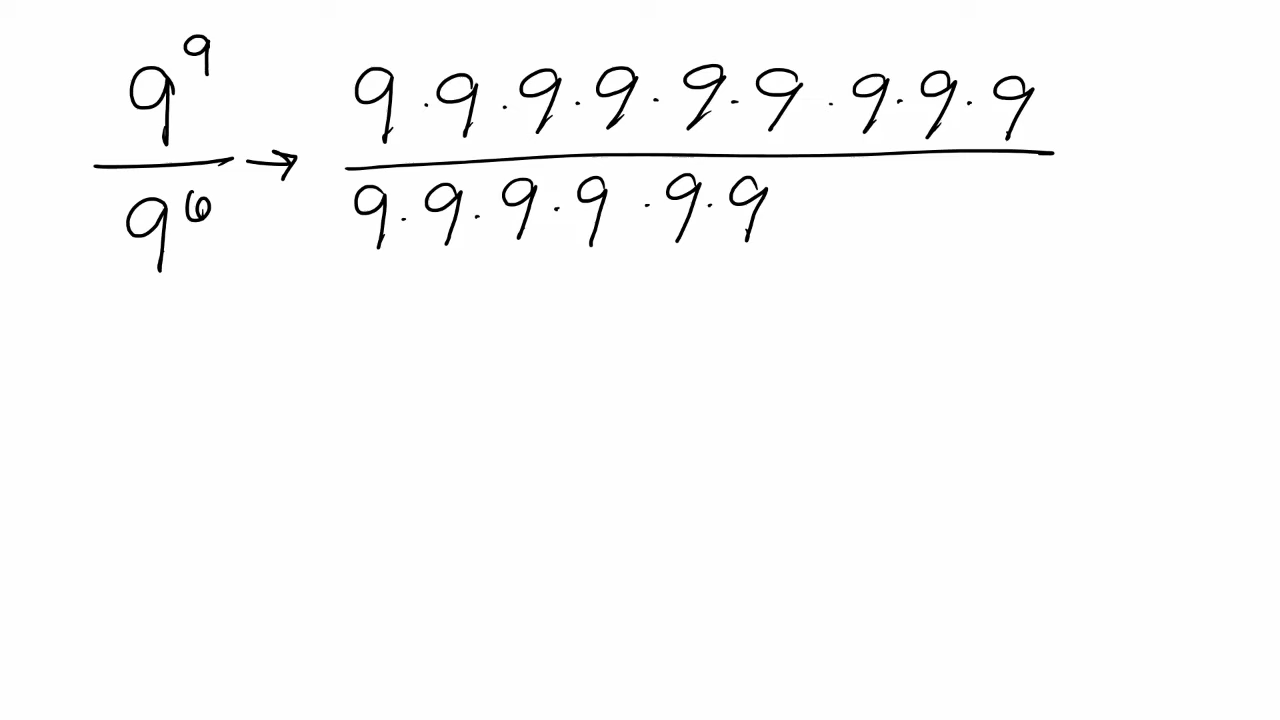 9^9 / 9^6 → 9 · 9 · 9 · 9 · 9 · 9 · 9 · 9 · 9 / 9 · 9 · 9 · 9 · 9 · 9